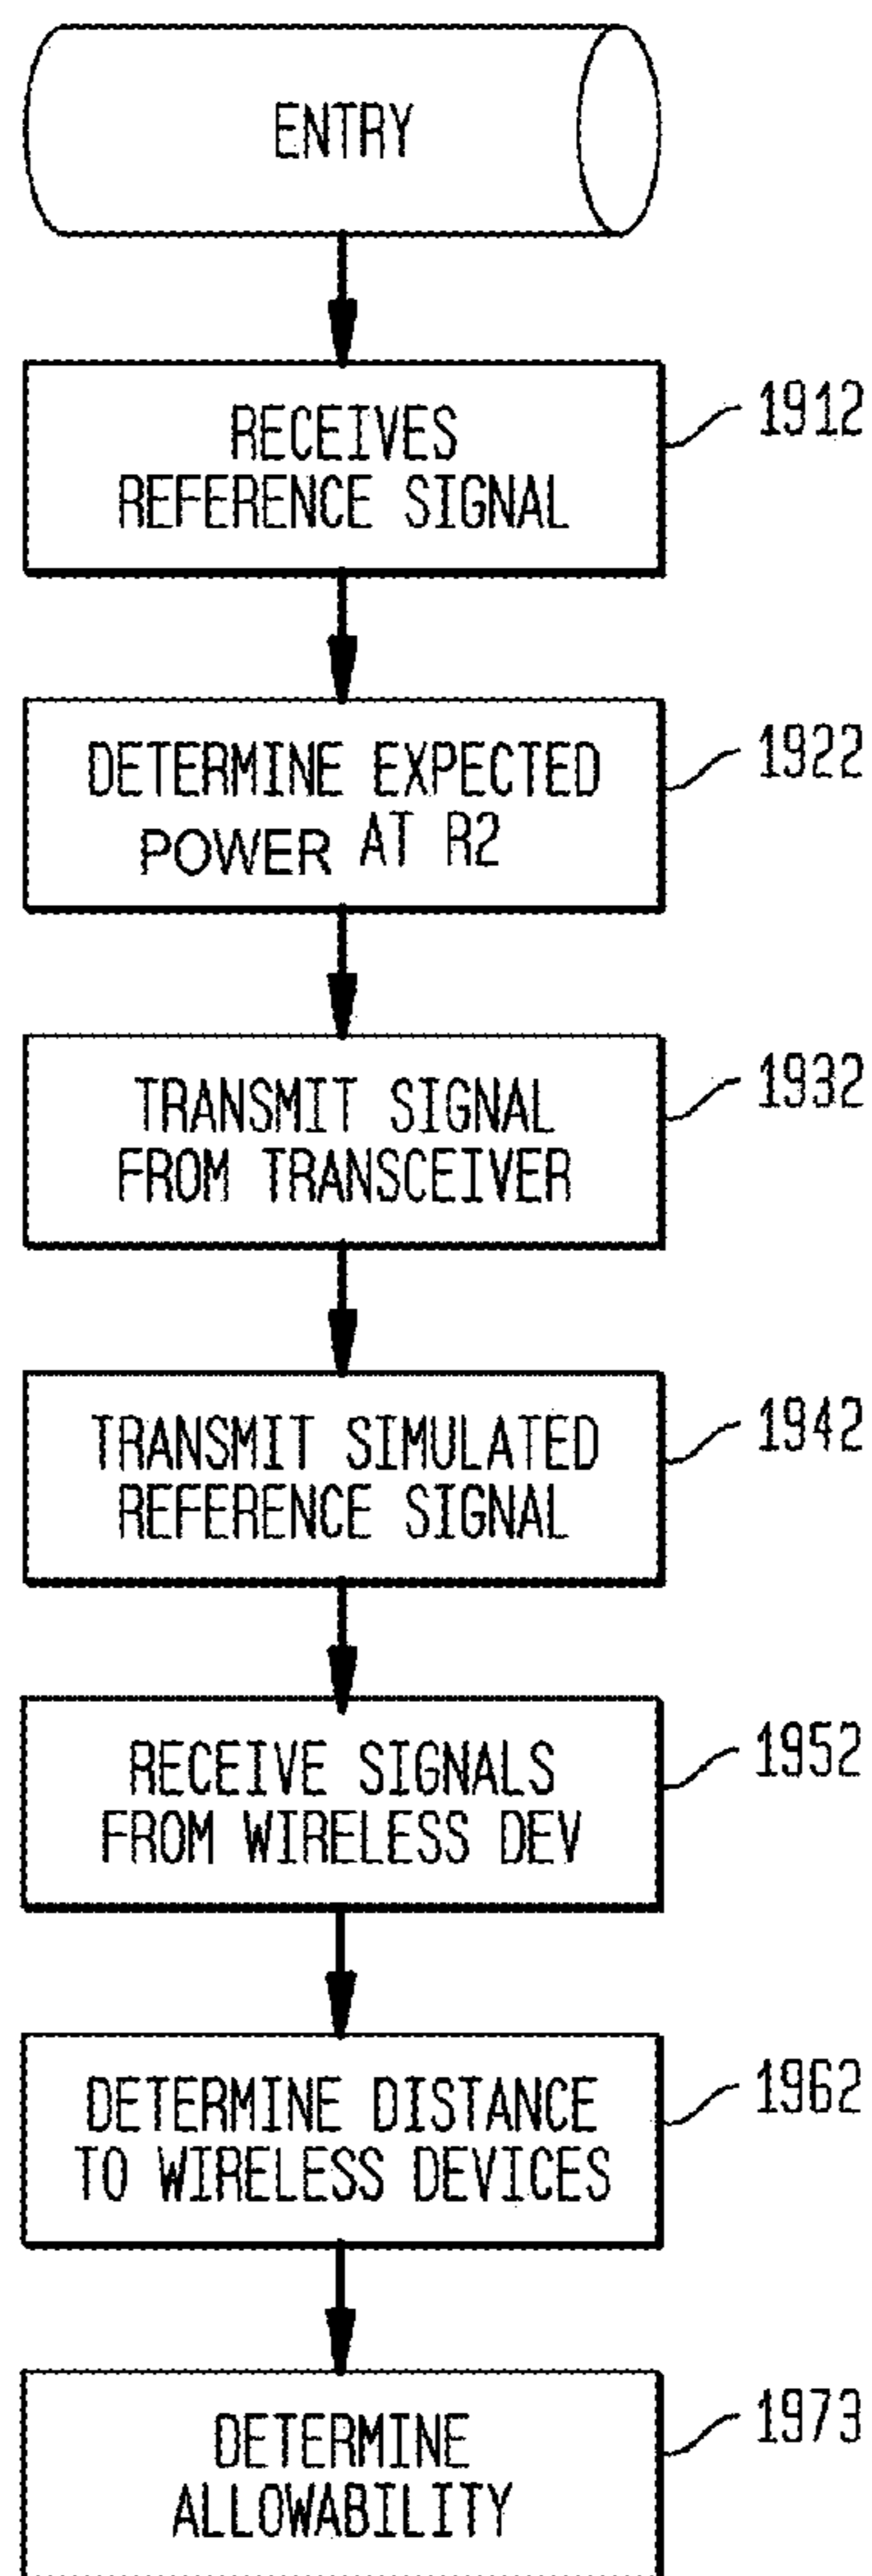 ENTRY
RECEIVES
REFERENCE SIGNAL
1912
DETERMINE EXPECTED
POWER AT R2
1922
TRANSMIT SIGNAL
FROM TRANSCEIVER
1932
TRANSMIT SIMULATED
REFERENCE SIGNAL
1942
RECEIVE SIGNALS
FROM WIRELESS DEV
1952
DETERMINE DISTANCE
TO WIRELESS DEVICES
1962
DETERMINE
ALLOWABILITY
1973